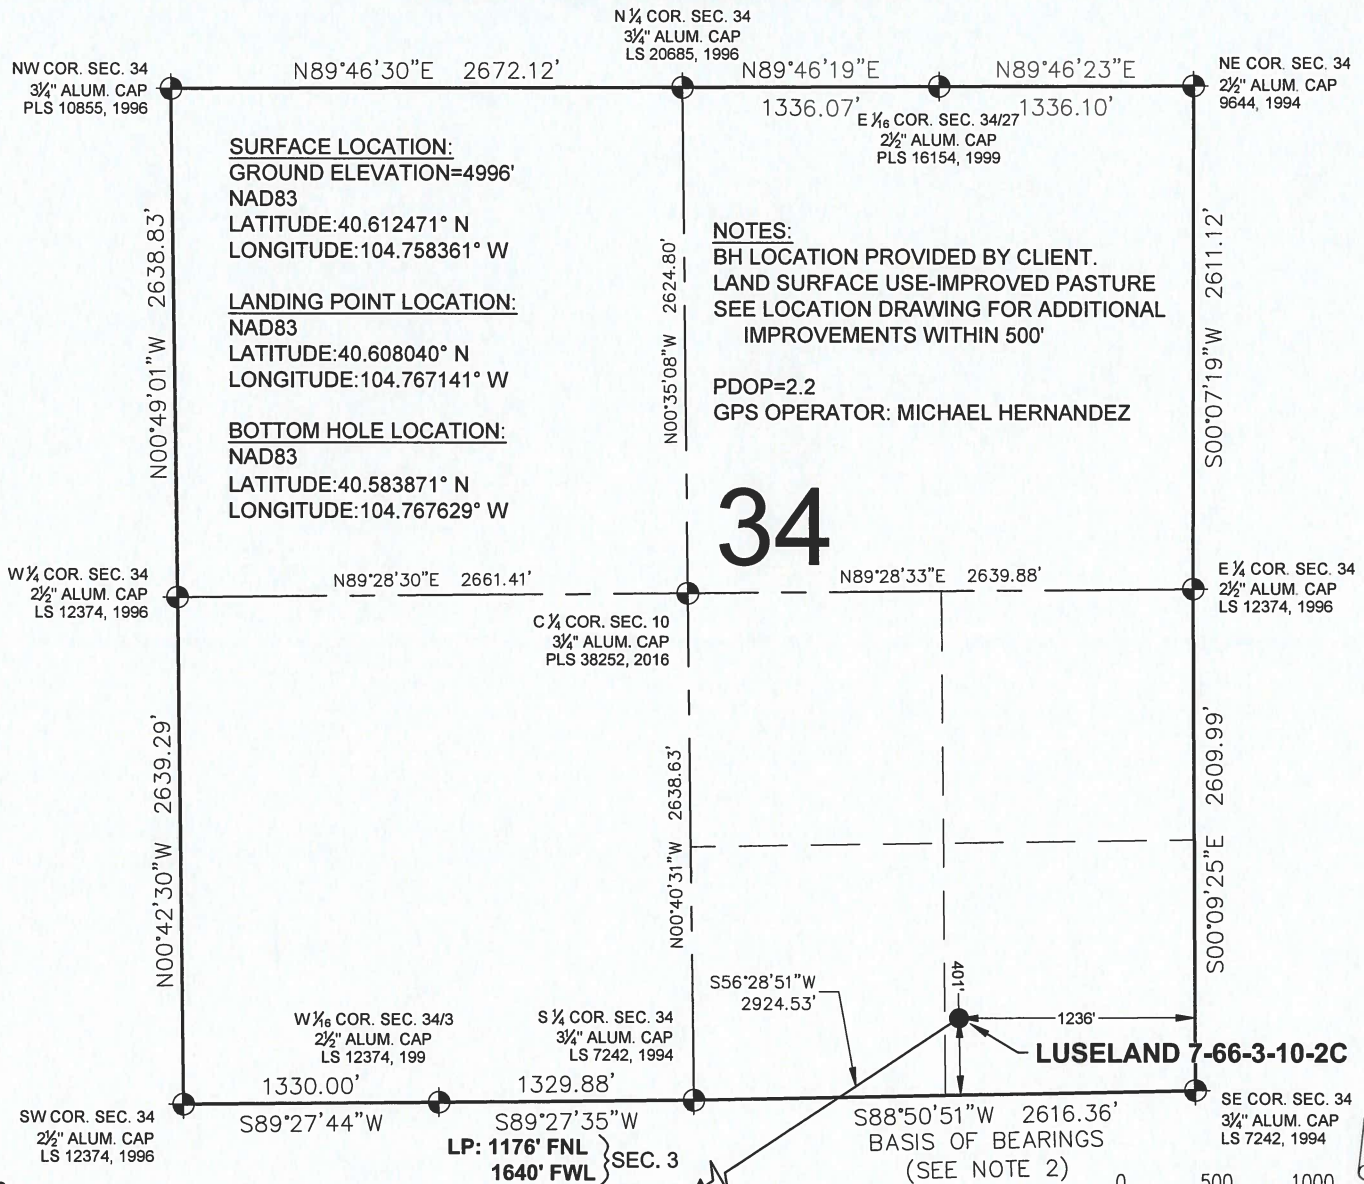 N ¼ COR. SEC. 34
3¼" ALUM. CAP
LS 20685, 1996
NW COR. SEC. 34
3¼" ALUM. CAP
PLS 10855, 1996
N89°46'30"E 2672.12'
N89°46'19"E
1336.07'
N89°46'23"E
1336.10'
NE COR. SEC. 34
2½" ALUM. CAP
9644, 1994
E 1⁄16 COR. SEC. 34/27
2½" ALUM. CAP
PLS 16154, 1999
SURFACE LOCATION:
GROUND ELEVATION=4996'
NAD83
LATITUDE:40.612471° N
LONGITUDE:104.758361° W
LANDING POINT LOCATION:
NAD83
LATITUDE:40.608040° N
LONGITUDE:104.767141° W
BOTTOM HOLE LOCATION:
NAD83
LATITUDE:40.583871° N
LONGITUDE:104.767629° W
N00°49'01"W 2638.83'
N00°35'08"W 2624.80'
NOTES:
BH LOCATION PROVIDED BY CLIENT.
LAND SURFACE USE-IMPROVED PASTURE
SEE LOCATION DRAWING FOR ADDITIONAL
IMPROVEMENTS WITHIN 500'
PDOP=2.2
GPS OPERATOR: MICHAEL HERNANDEZ
S00°07'19"W 2611.12'
34
W ¼ COR. SEC. 34
2½" ALUM. CAP
LS 12374, 1996
N89°28'30"E 2661.41'
N89°28'33"E 2639.88'
E ¼ COR. SEC. 34
2½" ALUM. CAP
LS 12374, 1996
C ¼ COR. SEC. 10
3¼" ALUM. CAP
PLS 38252, 2016
N00°42'30"W 2639.29'
N00°40'31"W 2638.63'
S00°09'25"E 2609.99'
S56°28'51"W
2924.53'
401'
1236'
LUSELAND 7-66-3-10-2C
W 1⁄16 COR. SEC. 34/3
2½" ALUM. CAP
LS 12374, 199
S ¼ COR. SEC. 34
3¼" ALUM. CAP
LS 7242, 1994
SW COR. SEC. 34
2½" ALUM. CAP
LS 12374, 1996
1330.00'
S89°27'44"W
1329.88'
S89°27'35"W
S88°50'51"W 2616.36'
BASIS OF BEARINGS
(SEE NOTE 2)
SE COR. SEC. 34
3¼" ALUM. CAP
LS 7242, 1994
LP: 1176' FNL
1640' FWL
SEC. 3
0 500 1000